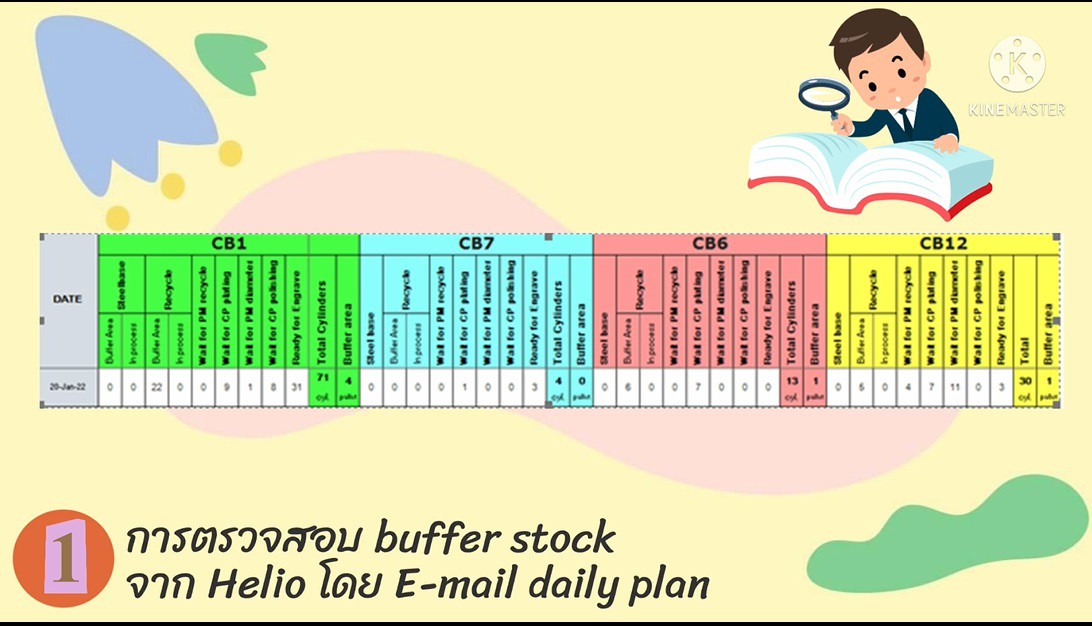 K
KINEMASTER
CB1 CB7 CB6 CB12
DATE
Steelbase Recycle Wait for PM recycle Wait for CP plating Wait for PM diameter Wait for CP polishing Ready for Engrave Total Cylinders Buffer area
Buffer Area In process Buffer Area In process
Steel base Recycle Wait for PM recycle Wait for CP plating Wait for PM diameter Wait for CP polishing Ready for Engrave Total Cylinders Buffer area
Buffer Area In process
Steel base Recycle Wait for PM recycle Wait for CP plating Wait for PM diameter Wait for CP polishing Ready for Engrave Total Cylinders Buffer area
Buffer Area In process
Steel base Recycle Wait for PM recycle Wait for CP plating Wait for PM diameter Wait for CP polishing Ready for Engrave Total Buffer area
Buffer Area In process
20-Jan-22 0 0 22 0 0 9 1 8 31 71 4 0 0 0 0 1 0 0 0 3 4 0 0 6 0 0 7 0 0 0 13 1 0 5 0 4 7 11 0 3 30 1
cyl. pallet cyl. pallet cyl. pallet cyl. pallet
1
การตรวจสอบ buffer stock
จาก Helio โดย E-mail daily plan